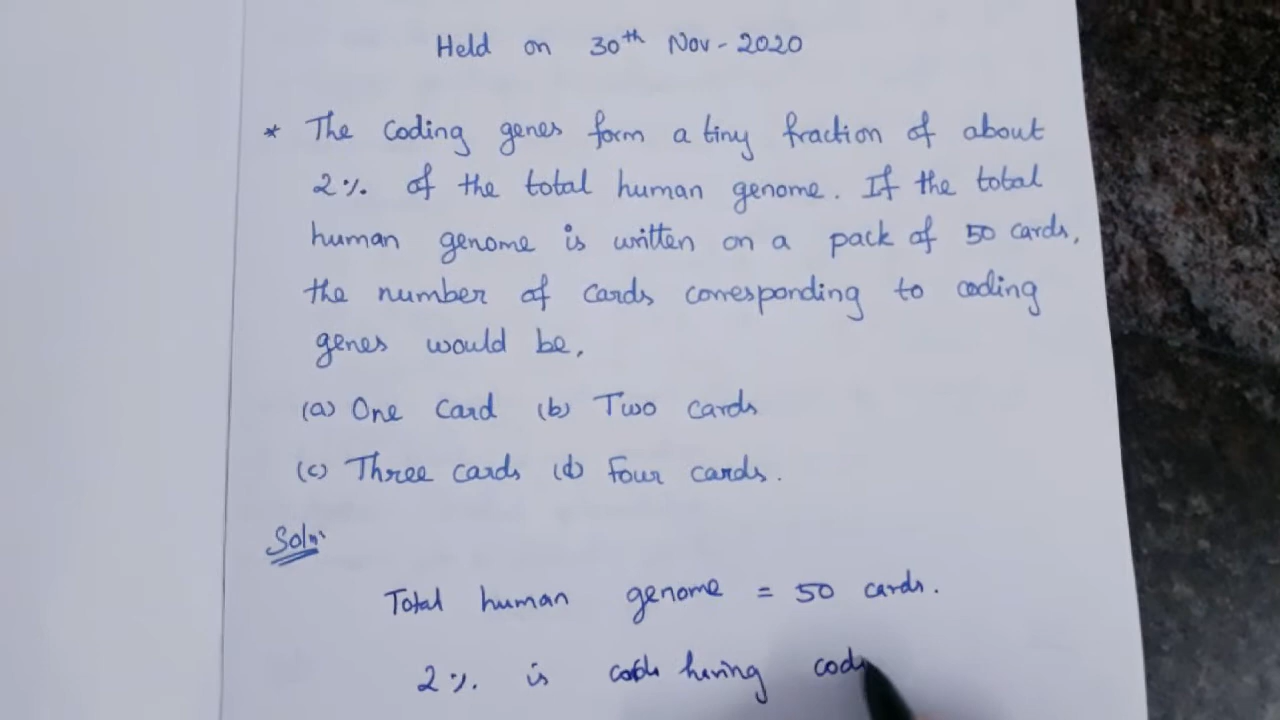 Held on 30th Nov - 2020
* The coding genes form a tiny fraction of about
2%. of the total human genome. If the total
human genome is written on a pack of 50 cards,
the number of cards corresponding to coding
genes would be,
(a) One Card (b) Two cards
(c) Three cards (d) Four cards.
Soln:
Total human genome = 50 cards.
2%. is having cod